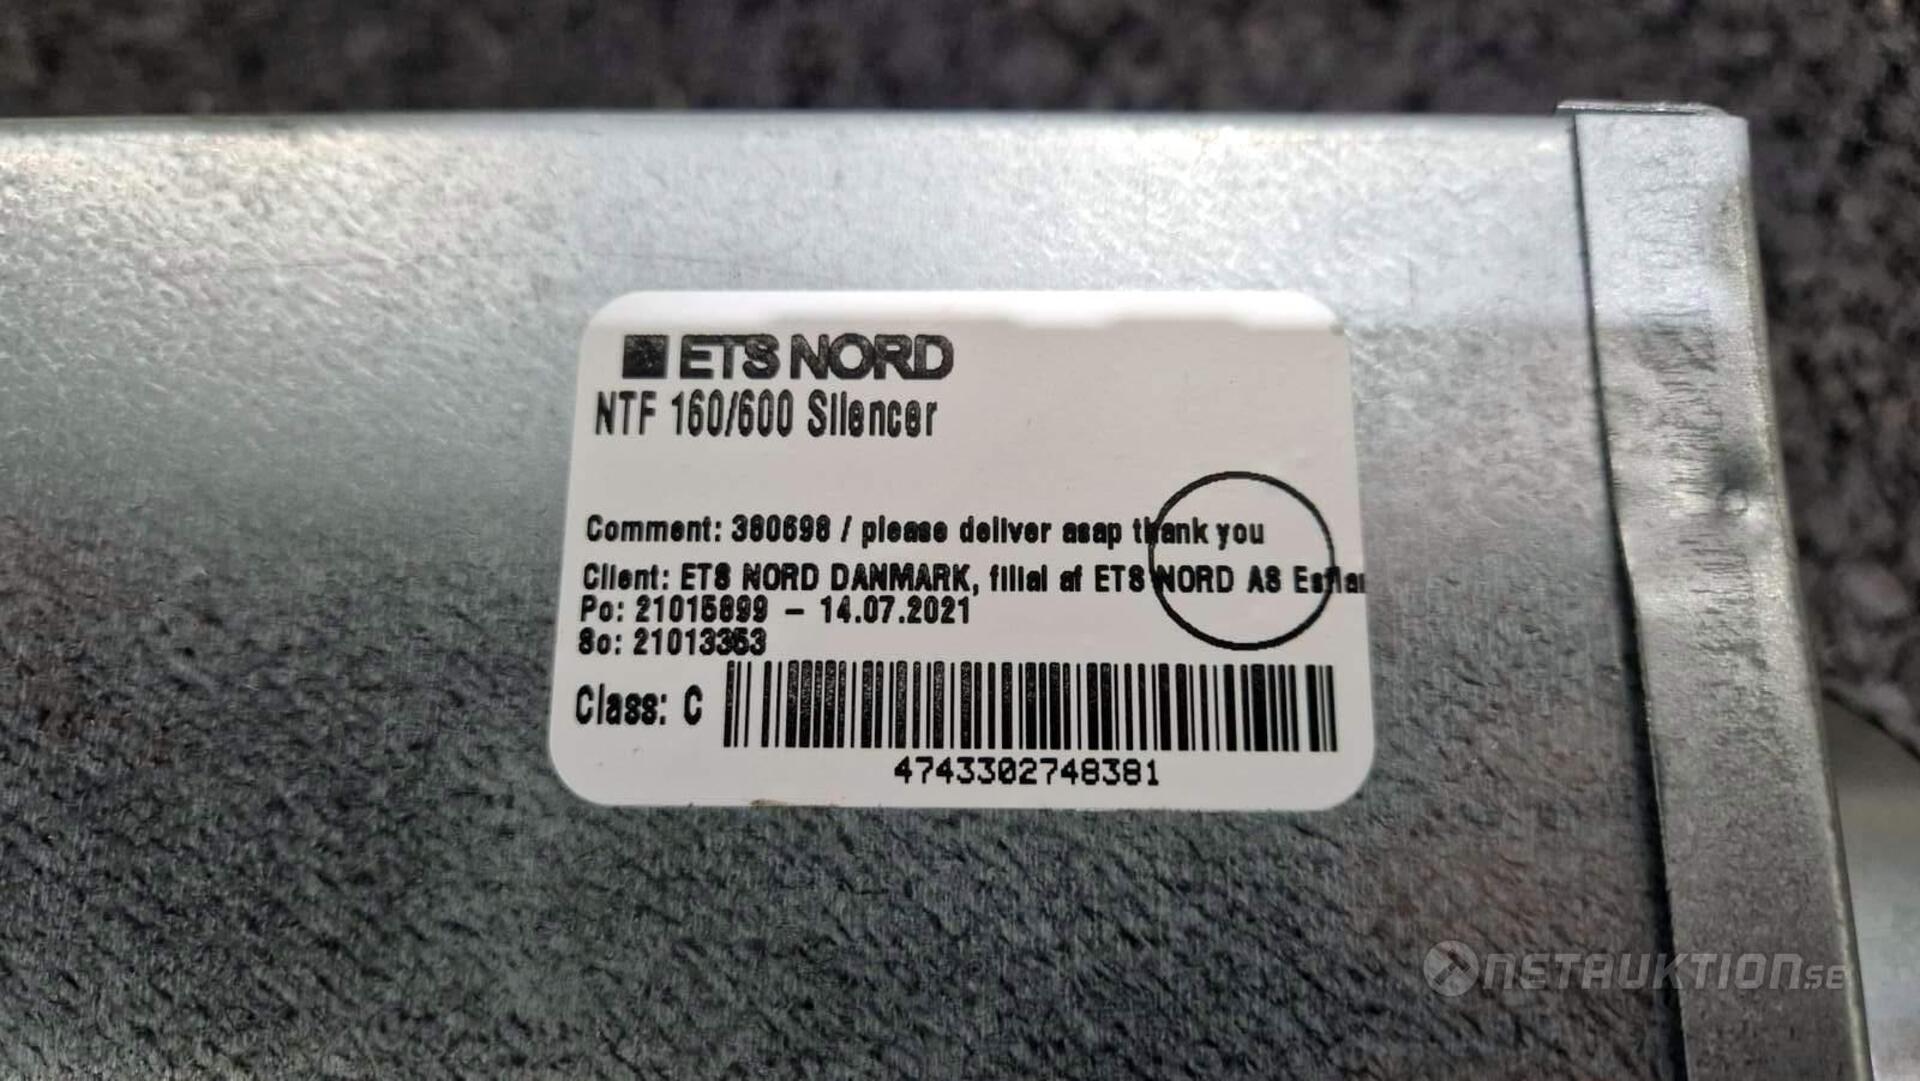 ETS NORD
NTF 160/600 Silencer
Comment: 380698 / please deliver asap thank you
Client: ETS NORD DANMARK, filial af ETS NORD AS
Po: 21015899 - 14.07.2021
So: 21013353
Class: C
4743302748381
NETAUKTION.SE